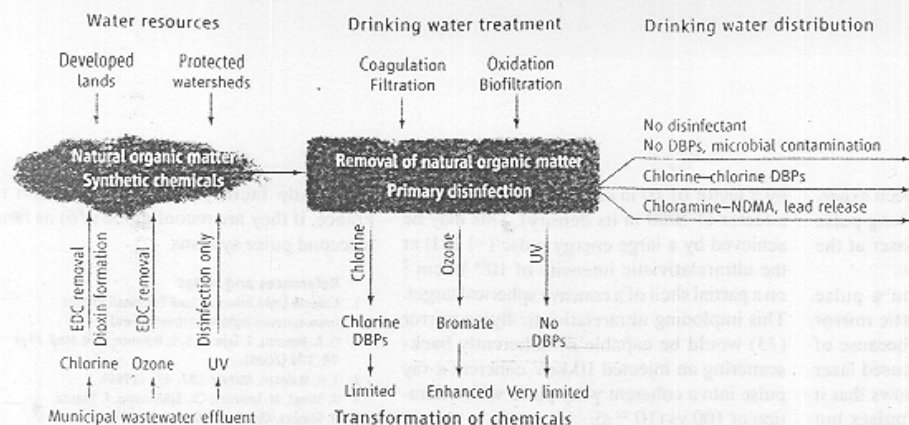 Water resources
Drinking water treatment
Drinking water distribution
Developed
lands
Protected
watersheds
Coagulation
Filtration
Oxidation
Biofiltration
Natural organic matter
Synthetic chemicals
Removal of natural organic matter
Primary disinfection
No disinfectant
No DBPs, microbial contamination
Chlorine–chlorine DBPs
Chloramine–NDMA, lead release
EDC removal
Dioxin formation
EDC removal
Disinfection only
Chlorine
Ozone
UV
Chlorine
DBPs
Bromate
No
DBPs
Chlorine
Ozone
UV
Limited
Enhanced
Very limited
Municipal wastewater effluent
Transformation of chemicals